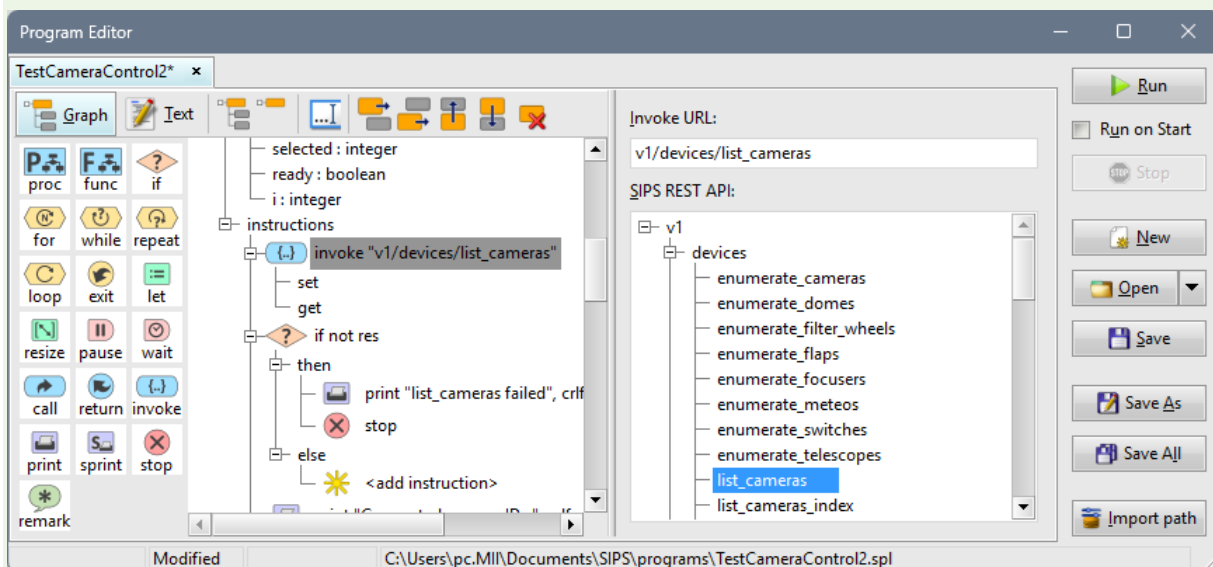 Program Editor
TestCameraControl2*
Graph
Text
proc
func
if
for
while
repeat
loop
exit
let
resize
pause
wait
call
return
invoke
print
sprint
stop
remark
selected : integer
ready : boolean
i : integer
instructions
{..} invoke "v1/devices/list_cameras"
set
get
? if not res
then
print "list_cameras failed", crlf
stop
else
<add instruction>
Invoke URL:
v1/devices/list_cameras
SIPS REST API:
v1
devices
enumerate_cameras
enumerate_domes
enumerate_filter_wheels
enumerate_flaps
enumerate_focusers
enumerate_meteos
enumerate_switches
enumerate_telescopes
list_cameras
list_cameras_index
Run
Run on Start
Stop
New
Open
Save
Save As
Save All
Import path
Modified
C:\Users\pc.MII\Documents\SIPS\programs\TestCameraControl2.spl